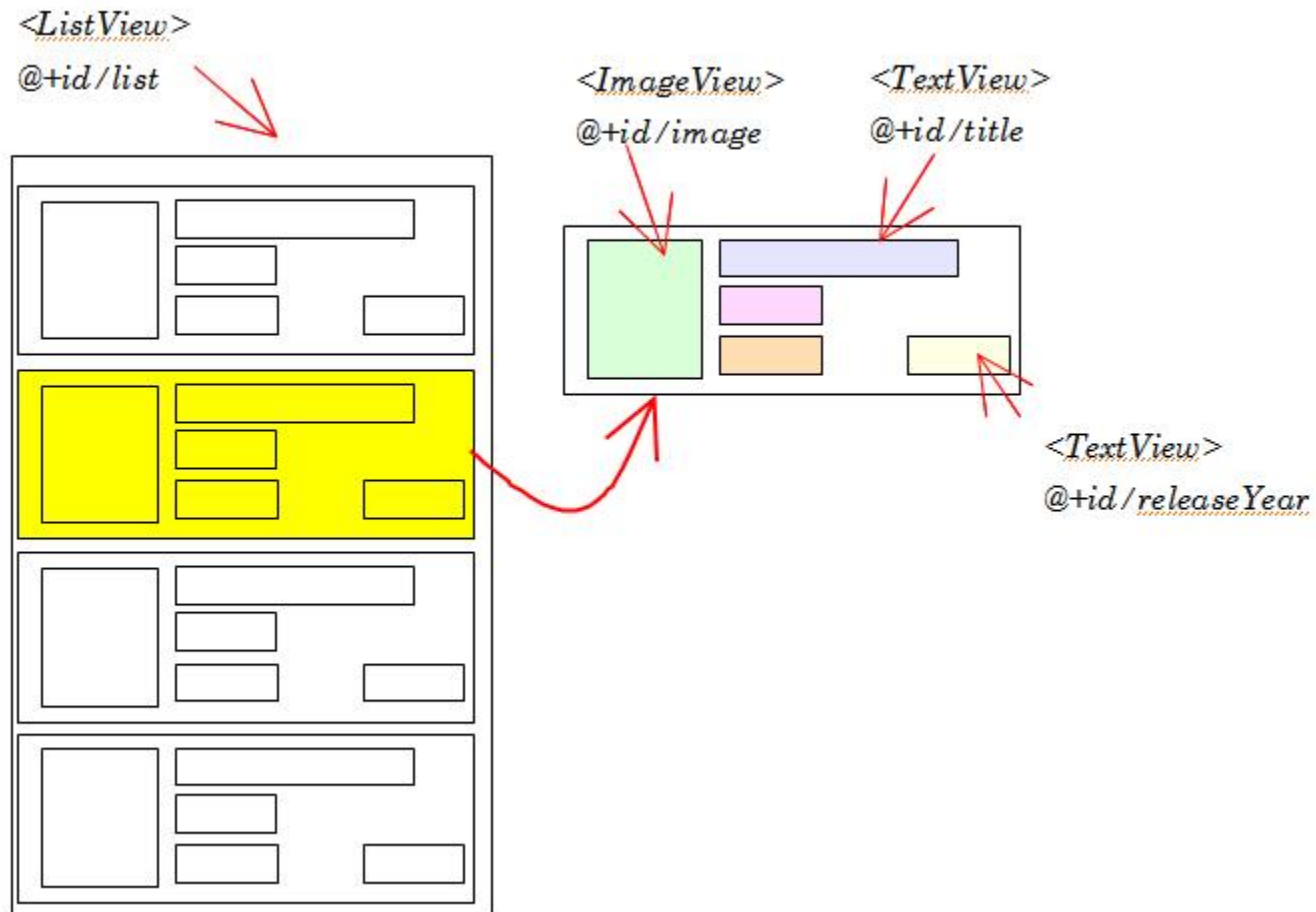 <ListView>
@+id/list
<ImageView>
@+id/image
<TextView>
@+id/title
<TextView>
@+id/releaseYear